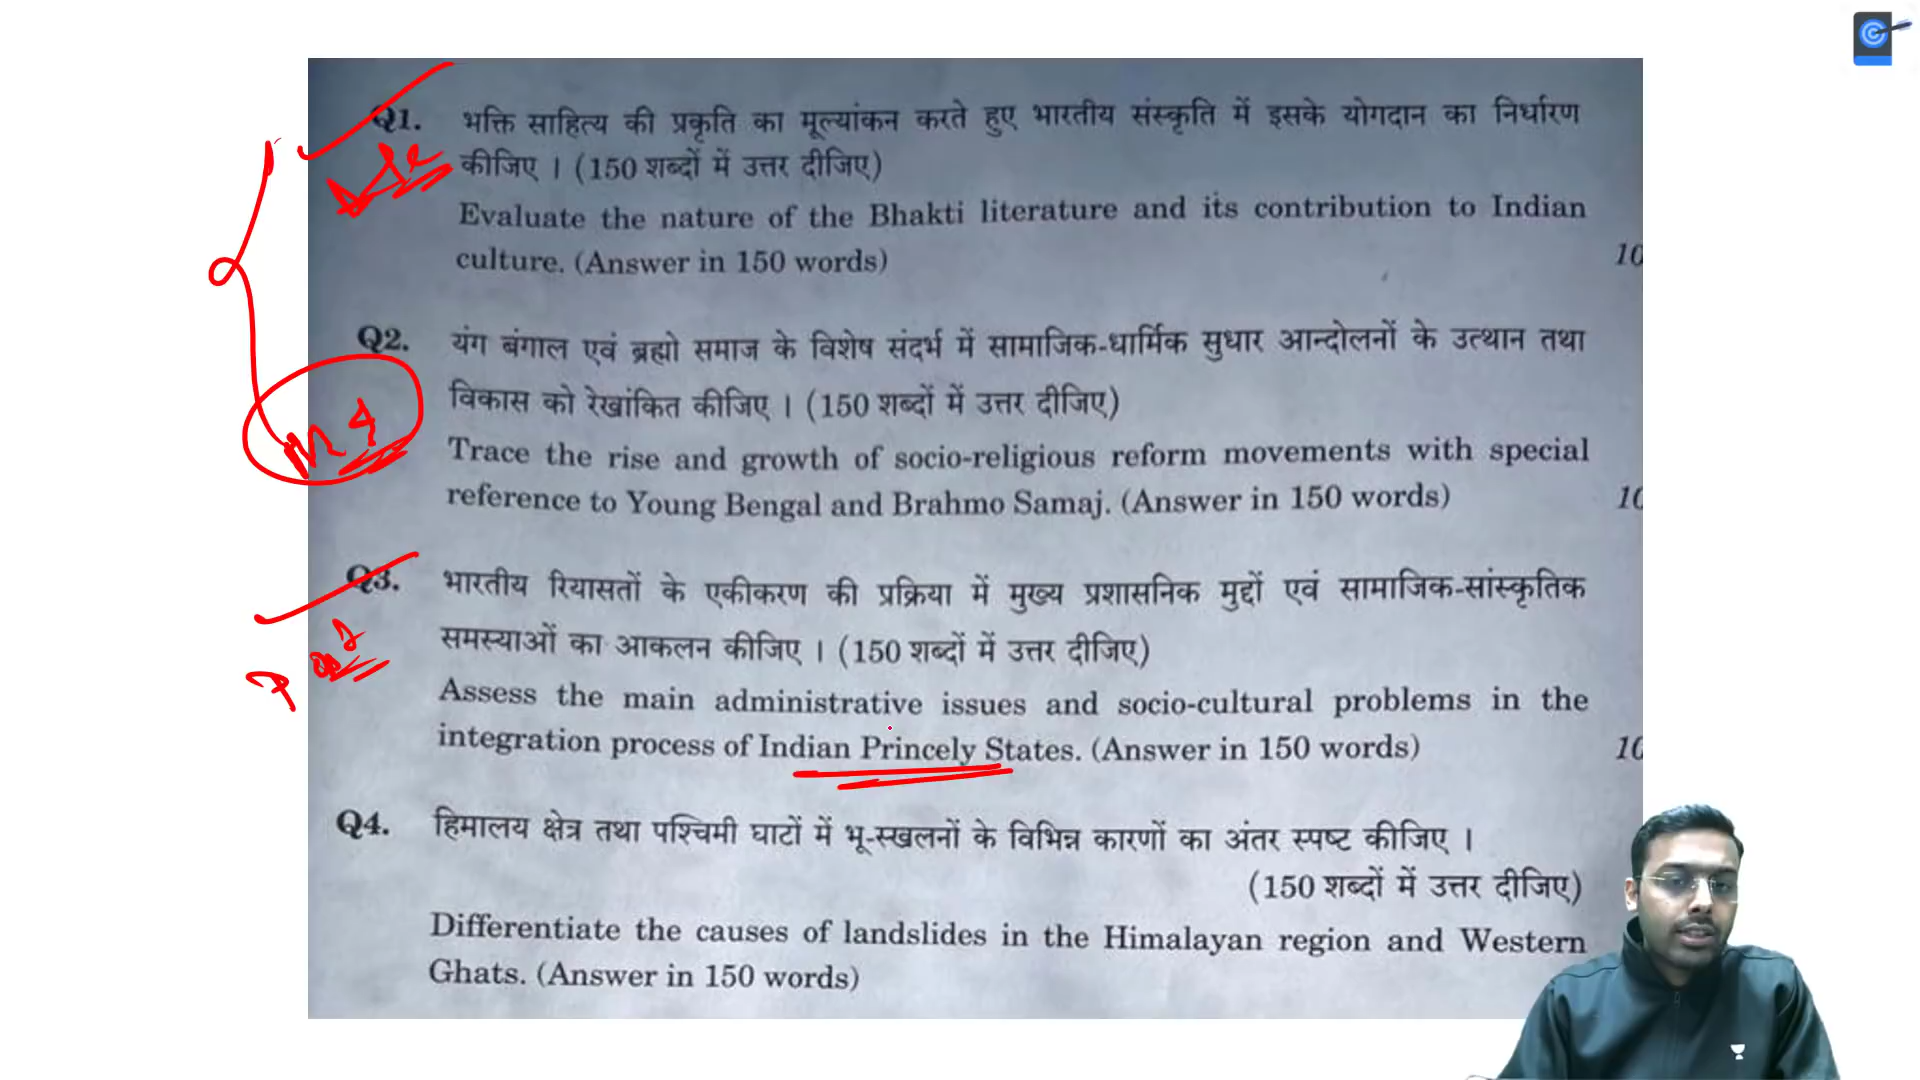 Q1. भक्ति साहित्य की प्रकृति का मूल्यांकन करते हुए भारतीय संस्कृति में इसके योगदान का निर्धारण
कीजिए । (150 शब्दों में उत्तर दीजिए)
Evaluate the nature of the Bhakti literature and its contribution to Indian
culture. (Answer in 150 words) 10
Q2. यंग बंगाल एवं ब्रह्मो समाज के विशेष संदर्भ में सामाजिक-धार्मिक सुधार आन्दोलनों के उत्थान तथा
विकास को रेखांकित कीजिए । (150 शब्दों में उत्तर दीजिए)
Trace the rise and growth of socio-religious reform movements with special
reference to Young Bengal and Brahmo Samaj. (Answer in 150 words) 10
Q3. भारतीय रियासतों के एकीकरण की प्रक्रिया में मुख्य प्रशासनिक मुद्दों एवं सामाजिक-सांस्कृतिक
समस्याओं का आकलन कीजिए । (150 शब्दों में उत्तर दीजिए)
Assess the main administrative issues and socio-cultural problems in the
integration process of Indian Princely States. (Answer in 150 words) 10
Q4. हिमालय क्षेत्र तथा पश्चिमी घाटों में भू-स्खलनों के विभिन्न कारणों का अंतर स्पष्ट कीजिए ।
(150 शब्दों में उत्तर दीजिए)
Differentiate the causes of landslides in the Himalayan region and Western
Ghats. (Answer in 150 words)